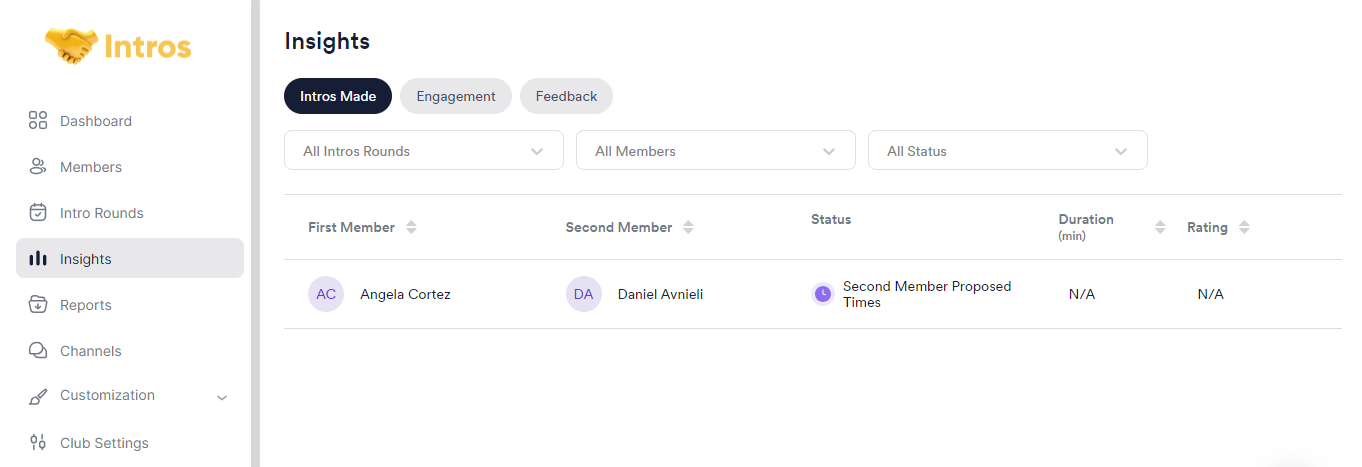 Intros
Dashboard
Members
Intro Rounds
Insights
Reports
Channels
Customization
Club Settings
Insights
Intros Made
Engagement
Feedback
All Intros Rounds
All Members
All Status
First Member
Second Member
Status
Duration
(min)
Rating
AC
Angela Cortez
DA
Daniel Avnieli
Second Member Proposed
Times
N/A
N/A